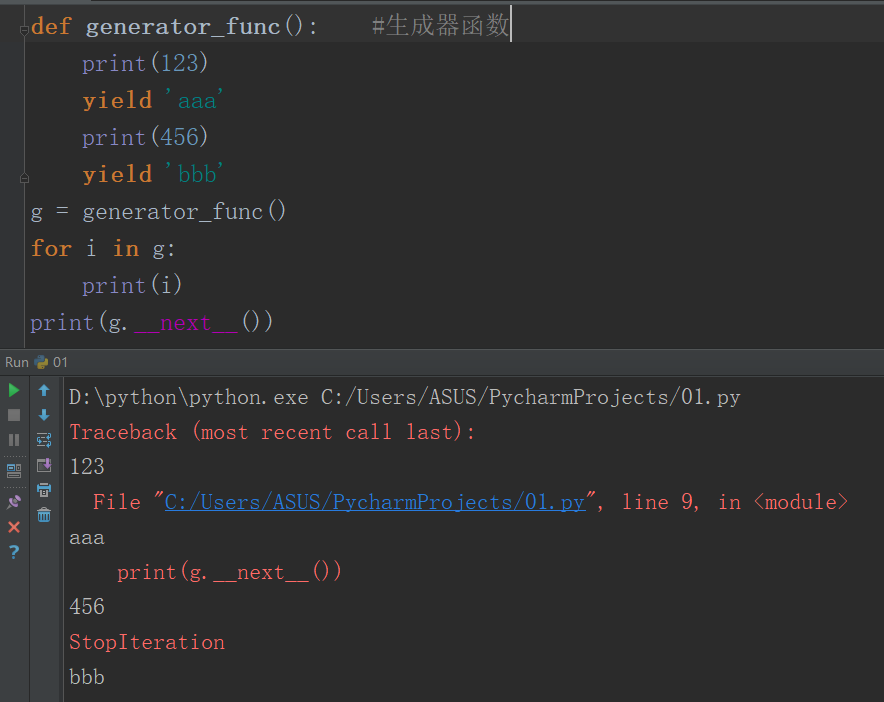 def generator_func():    #生成器函数
    print(123)
    yield 'aaa'
    print(456)
    yield 'bbb'
g = generator_func()
for i in g:
    print(i)
print(g.__next__())
Run 01
D:\python\python.exe C:/Users/ASUS/PycharmProjects/01.py
Traceback (most recent call last):
123
  File "C:/Users/ASUS/PycharmProjects/01.py", line 9, in <module>
aaa
    print(g.__next__())
456
StopIteration
bbb